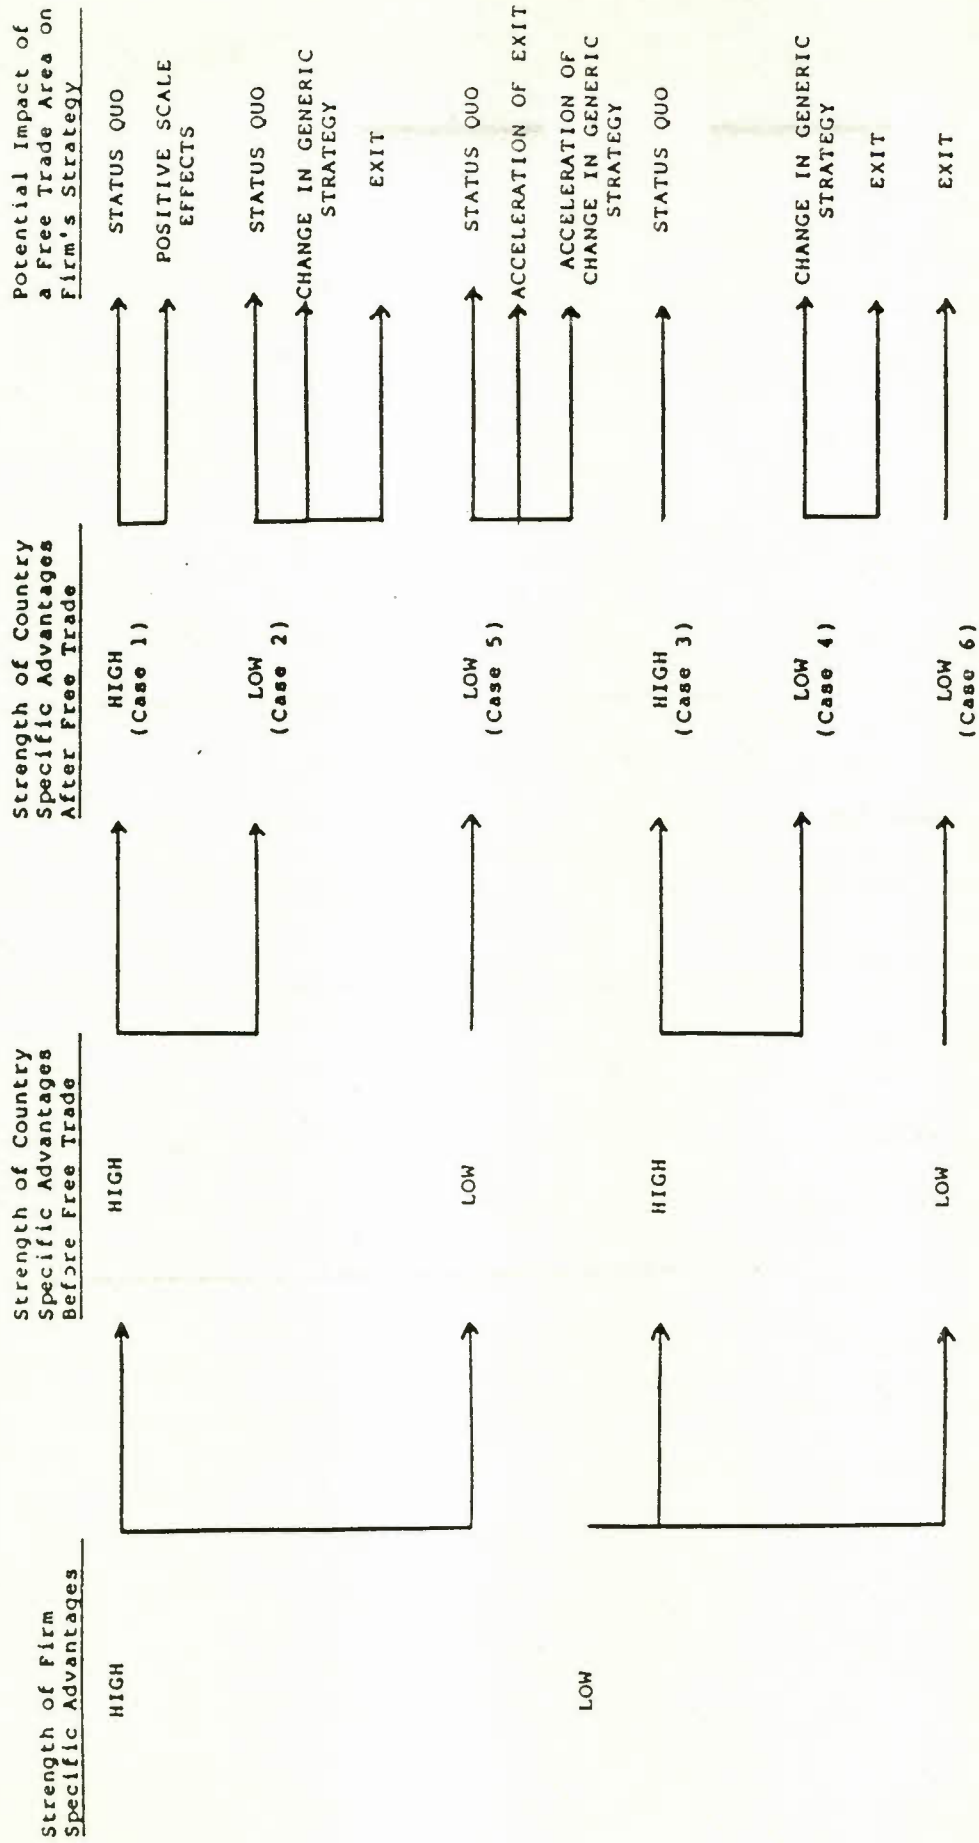 Strength of Firm
Specific Advantages
HIGH
LOW
Strength of Country
Specific Advantages
Before Free Trade
HIGH
LOW
HIGH
LOW
Strength of Country
Specific Advantages
After Free Trade
HIGH
(Case 1)
LOW
(Case 2)
LOW
(Case 5)
HIGH
(Case 3)
LOW
(Case 4)
LOW
(Case 6)
Potential Impact of
a Free Trade Area on
Firm's Strategy
STATUS QUO
POSITIVE SCALE
EFFECTS
STATUS QUO
CHANGE IN GENERIC
STRATEGY
EXIT
STATUS QUO
ACCELERATION OF EXIT
ACCELERATION OF
CHANGE IN GENERIC
STRATEGY
STATUS QUO
CHANGE IN GENERIC
STRATEGY
EXIT
EXIT